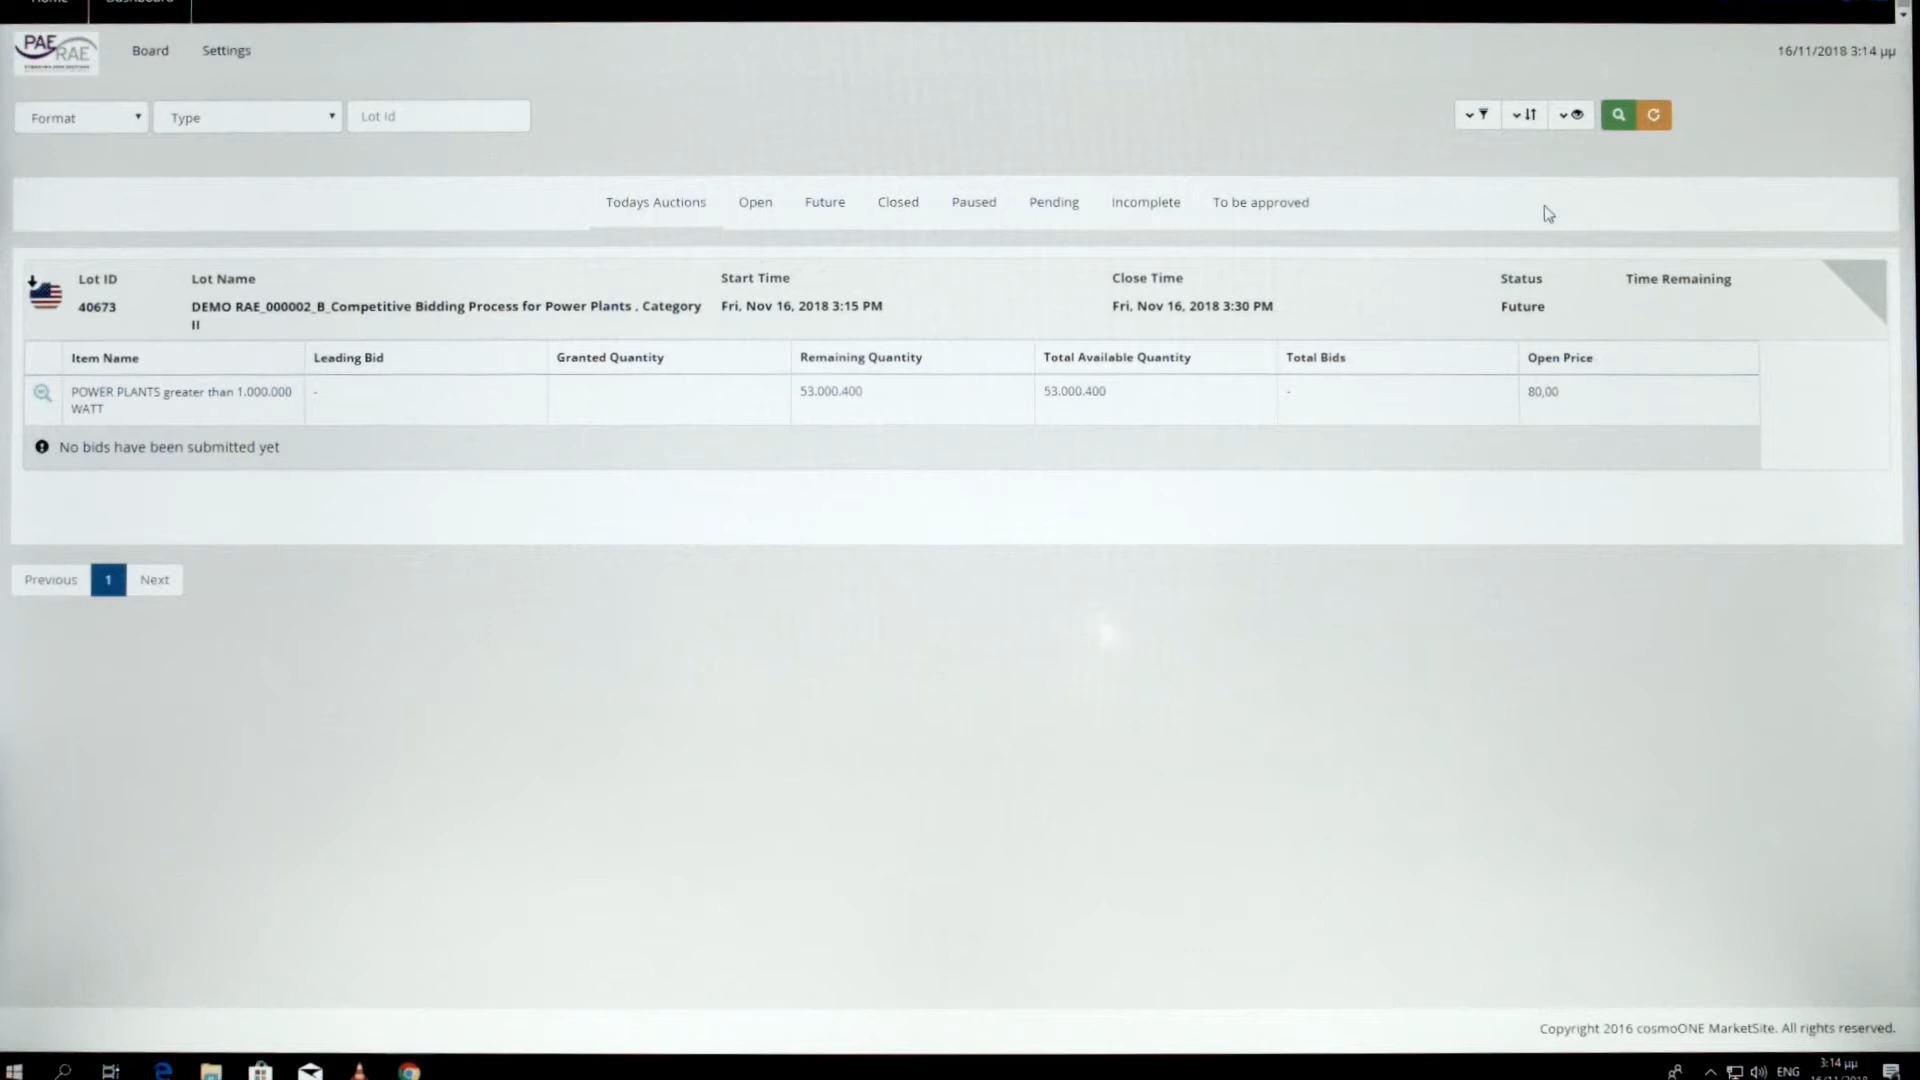 PAE
RAE
Board
Settings
16/11/2018 3:14 μμ
Format
Type
Lot Id
Todays Auctions
Open
Future
Closed
Paused
Pending
Incomplete
To be approved
Lot ID
Lot Name
Start Time
Close Time
Status
Time Remaining
40673
DEMO RAE_000002_B_Competitive Bidding Process for Power Plants . Category
II
Fri, Nov 16, 2018 3:15 PM
Fri, Nov 16, 2018 3:30 PM
Future
Item Name
Leading Bid
Granted Quantity
Remaining Quantity
Total Available Quantity
Total Bids
Open Price
POWER PLANTS greater than 1.000.000
WATT
-
53.000.400
53.000.400
-
80,00
No bids have been submitted yet
Previous
1
Next
Copyright 2016 cosmoONE MarketSite. All rights reserved.
ENG
3:14 μμ